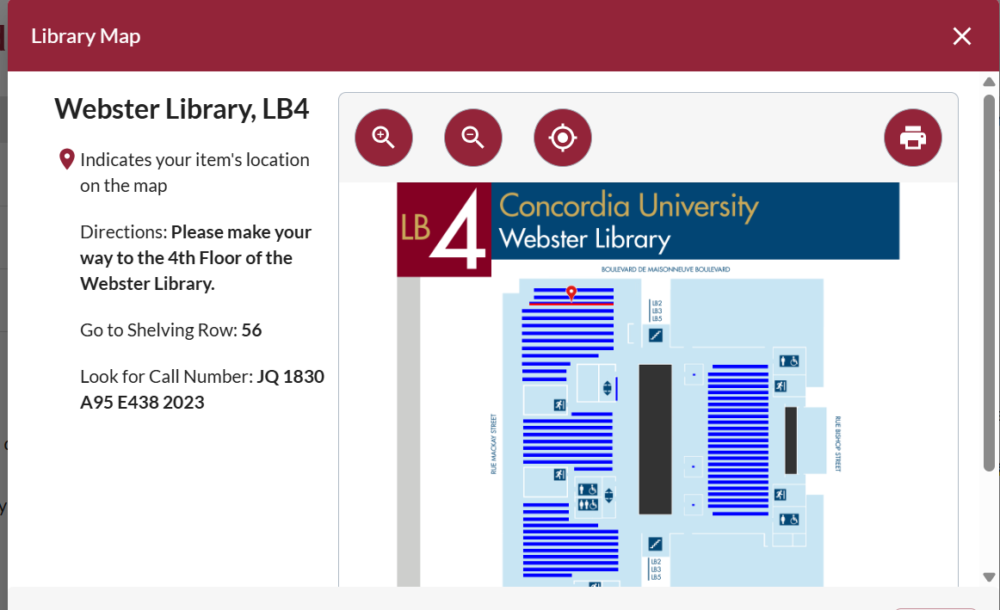 Library Map
Webster Library, LB4
Indicates your item's location
on the map
Directions: Please make your
way to the 4th Floor of the
Webster Library.
Go to Shelving Row: 56
Look for Call Number: JQ 1830
A95 E438 2023
LB4
Concordia University
Webster Library
BOULEVARD DE MAISONNEUVE BOULEVARD
LB2
LB3
LB5
RUE MACKAY STREET
RUE BISHOP STREET
LB2
LB3
LB5